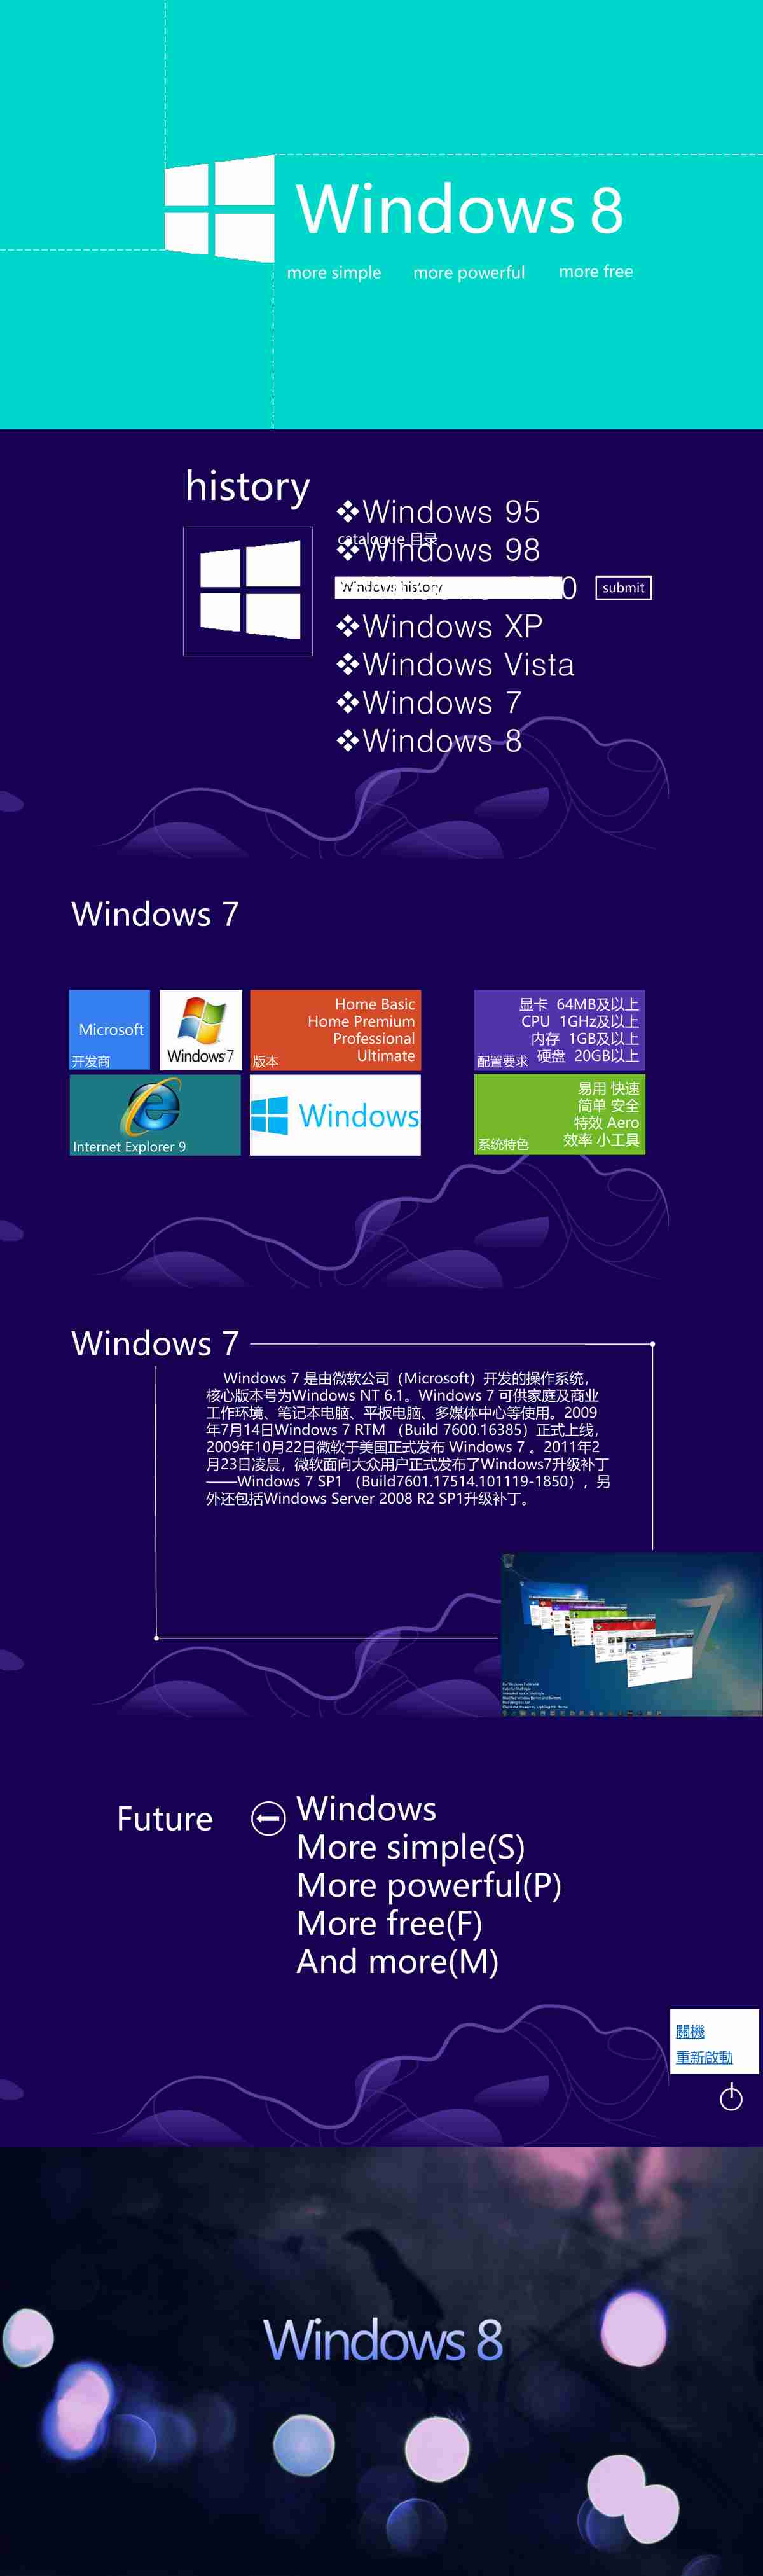 Windows 8
more simple more powerful more free
history
Windows 95
catalogue 目录
Windows 98
Windows history
submit
Windows XP
Windows Vista
Windows 7
Windows 8
Windows 7
Microsoft
开发商
Windows 7
Home Basic
Home Premium
Professional
Ultimate
版本
显卡 64MB及以上
CPU 1GHz及以上
内存 1GB及以上
硬盘 20GB以上
配置要求
Internet Explorer 9
Windows
易用 快速
简单 安全
特效 Aero
效率 小工具
系统特色
Windows 7
Windows 7 是由微软公司（Microsoft）开发的操作系统，
核心版本号为Windows NT 6.1。Windows 7 可供家庭及商业
工作环境、笔记本电脑、平板电脑、多媒体中心等使用。2009
年7月14日Windows 7 RTM （Build 7600.16385）正式上线，
2009年10月22日微软于美国正式发布 Windows 7 。2011年2
月23日凌晨，微软面向大众用户正式发布了Windows7升级补丁
——Windows 7 SP1 （Build7601.17514.101119-1850），另
外还包括Windows Server 2008 R2 SP1升级补丁。
Future
Windows
More simple(S)
More powerful(P)
More free(F)
And more(M)
關機
重新啟動
Windows 8